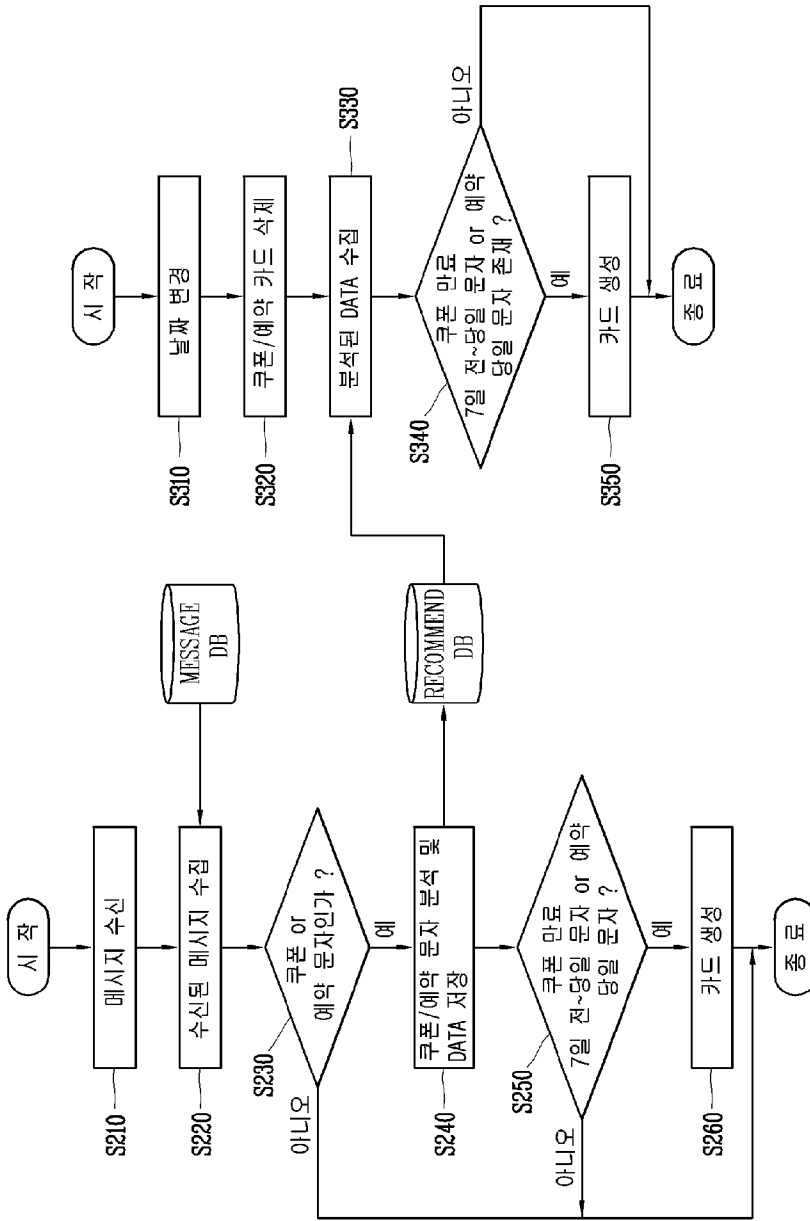 시 작
S210
메시지 수신
S220
수신된 메시지 수집
MESSAGE
DB
S230
쿠폰 or
예약 문자인가 ?
아니오
예
S240
쿠폰/예약 문자 분석 및
DATA 저장
RECOMMEND
DB
S250
쿠폰 만료
7일 전~당일 문자 or 예약
당일 문자 ?
아니오
예
S260
카드 생성
종료
시 작
S310
날짜 변경
S320
쿠폰/예약 카드 삭제
S330
분석된 DATA 수집
S340
쿠폰 만료
7일 전~당일 문자 or 예약
당일 문자 존재 ?
아니오
예
S350
카드 생성
종료